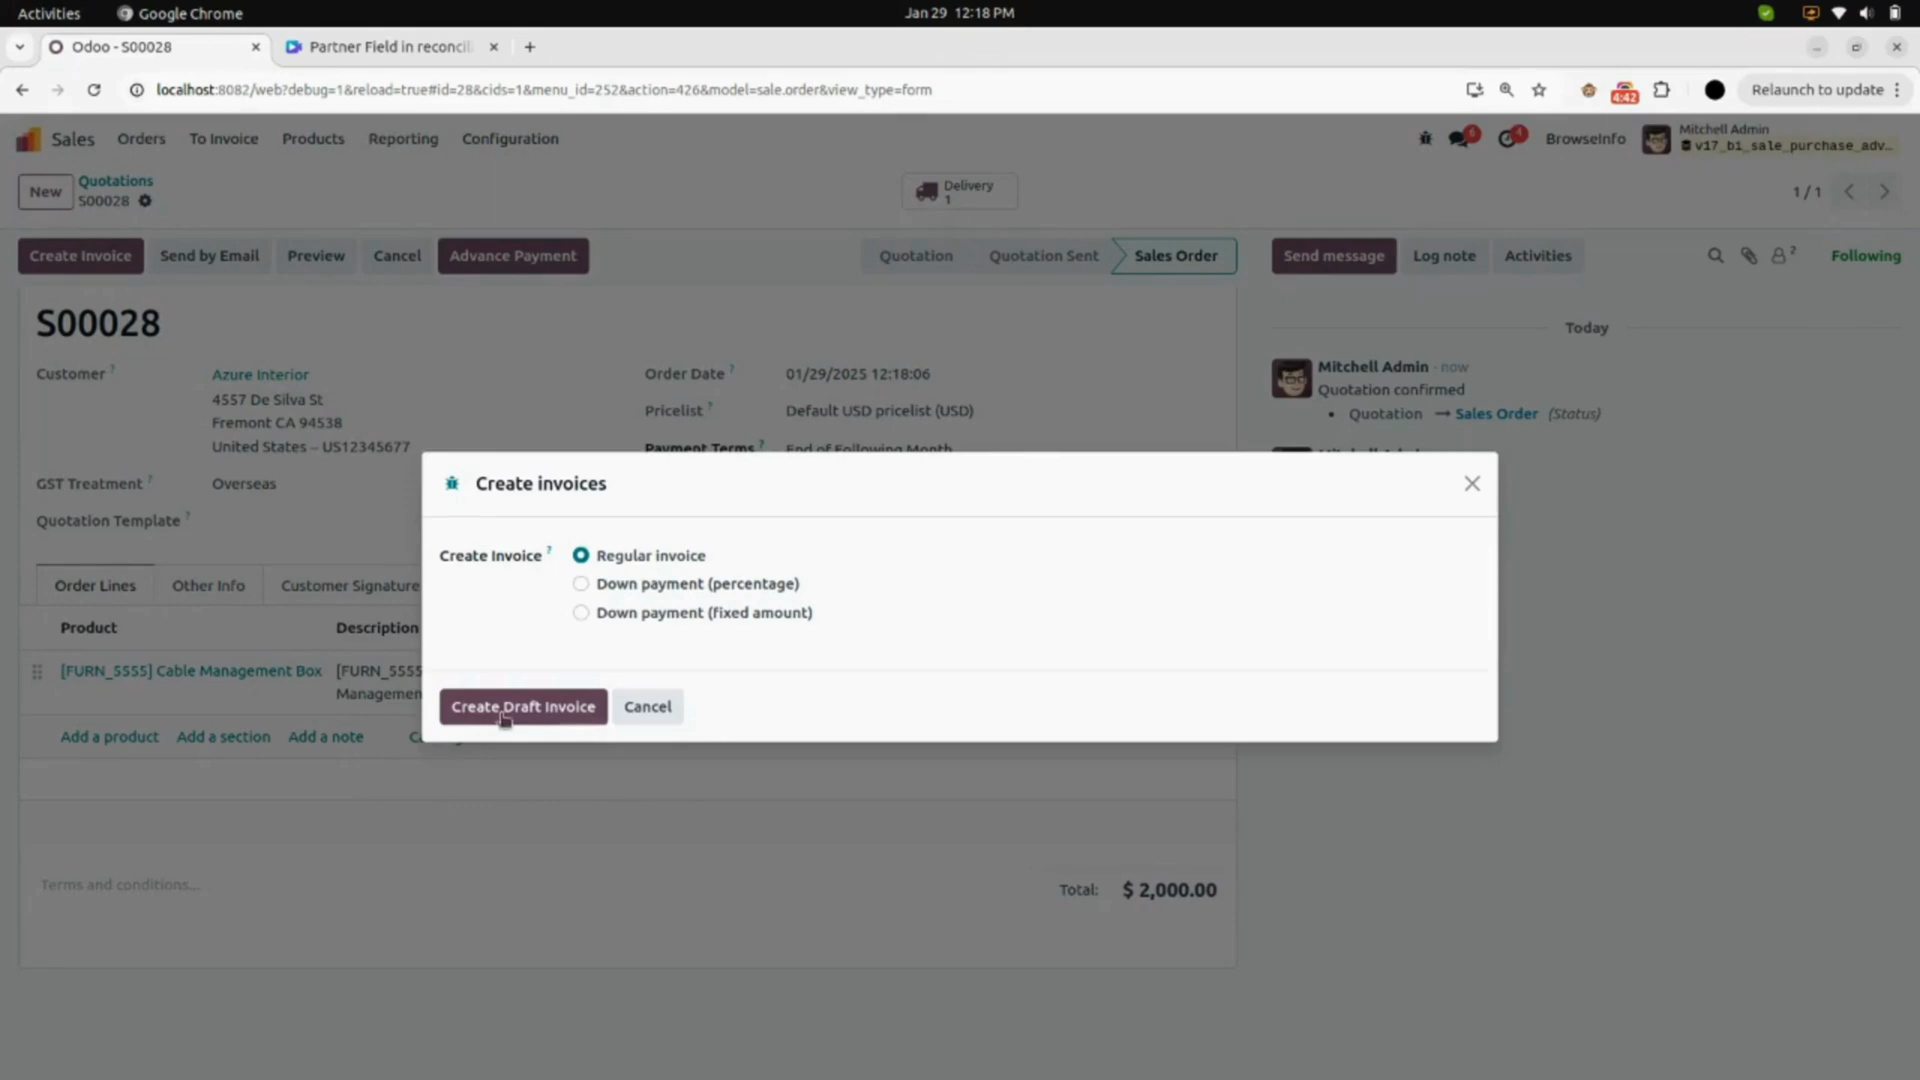 Activities Google Chrome Jan 29 12:18 PM
Odoo - S00028 Partner Field in reconcil
localhost:8082/web?debug=1&reload=true#id=28&cids=1&menu_id=252&action=426&model=sale.order&view_type=form 4:42 Relaunch to update
Sales Orders To Invoice Products Reporting Configuration 6 4 BrowseInfo Mitchell Admin
v17_bi_sale_purchase_adv...
New Quotations
S00028
Delivery
1
1 / 1
Create Invoice Send by Email Preview Cancel Advance Payment Quotation Quotation Sent Sales Order Send message Log note Activities 2 Following
S00028
Today
Customer ? Azure Interior
4557 De Silva St
Fremont CA 94538
United States – US12345677
Order Date ? 01/29/2025 12:18:06
Pricelist ? Default USD pricelist (USD)
Payment Terms ? End of Following Month
Mitchell Admin - now
Quotation confirmed
• Quotation → Sales Order (Status)
GST Treatment ? Overseas
Quotation Template ?
Create invoices
Create Invoice ? Regular invoice
Down payment (percentage)
Down payment (fixed amount)
Create Draft Invoice Cancel
Order Lines Other Info Customer Signature
Product Description
[FURN_5555] Cable Management Box [FURN_5555
Managemen
Add a product Add a section Add a note
Terms and conditions...
Total: $ 2,000.00